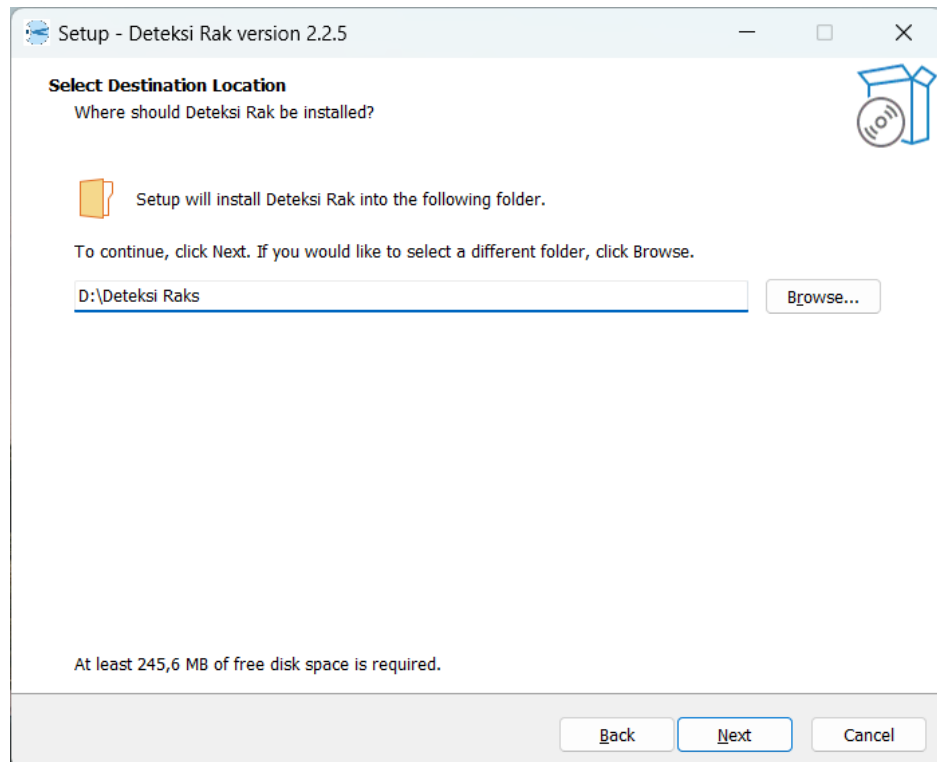 Setup - Deteksi Rak version 2.2.5
Select Destination Location
Where should Deteksi Rak be installed?
Setup will install Deteksi Rak into the following folder.
To continue, click Next. If you would like to select a different folder, click Browse.
D:\Deteksi Raks
Browse...
At least 245,6 MB of free disk space is required.
Back
Next
Cancel